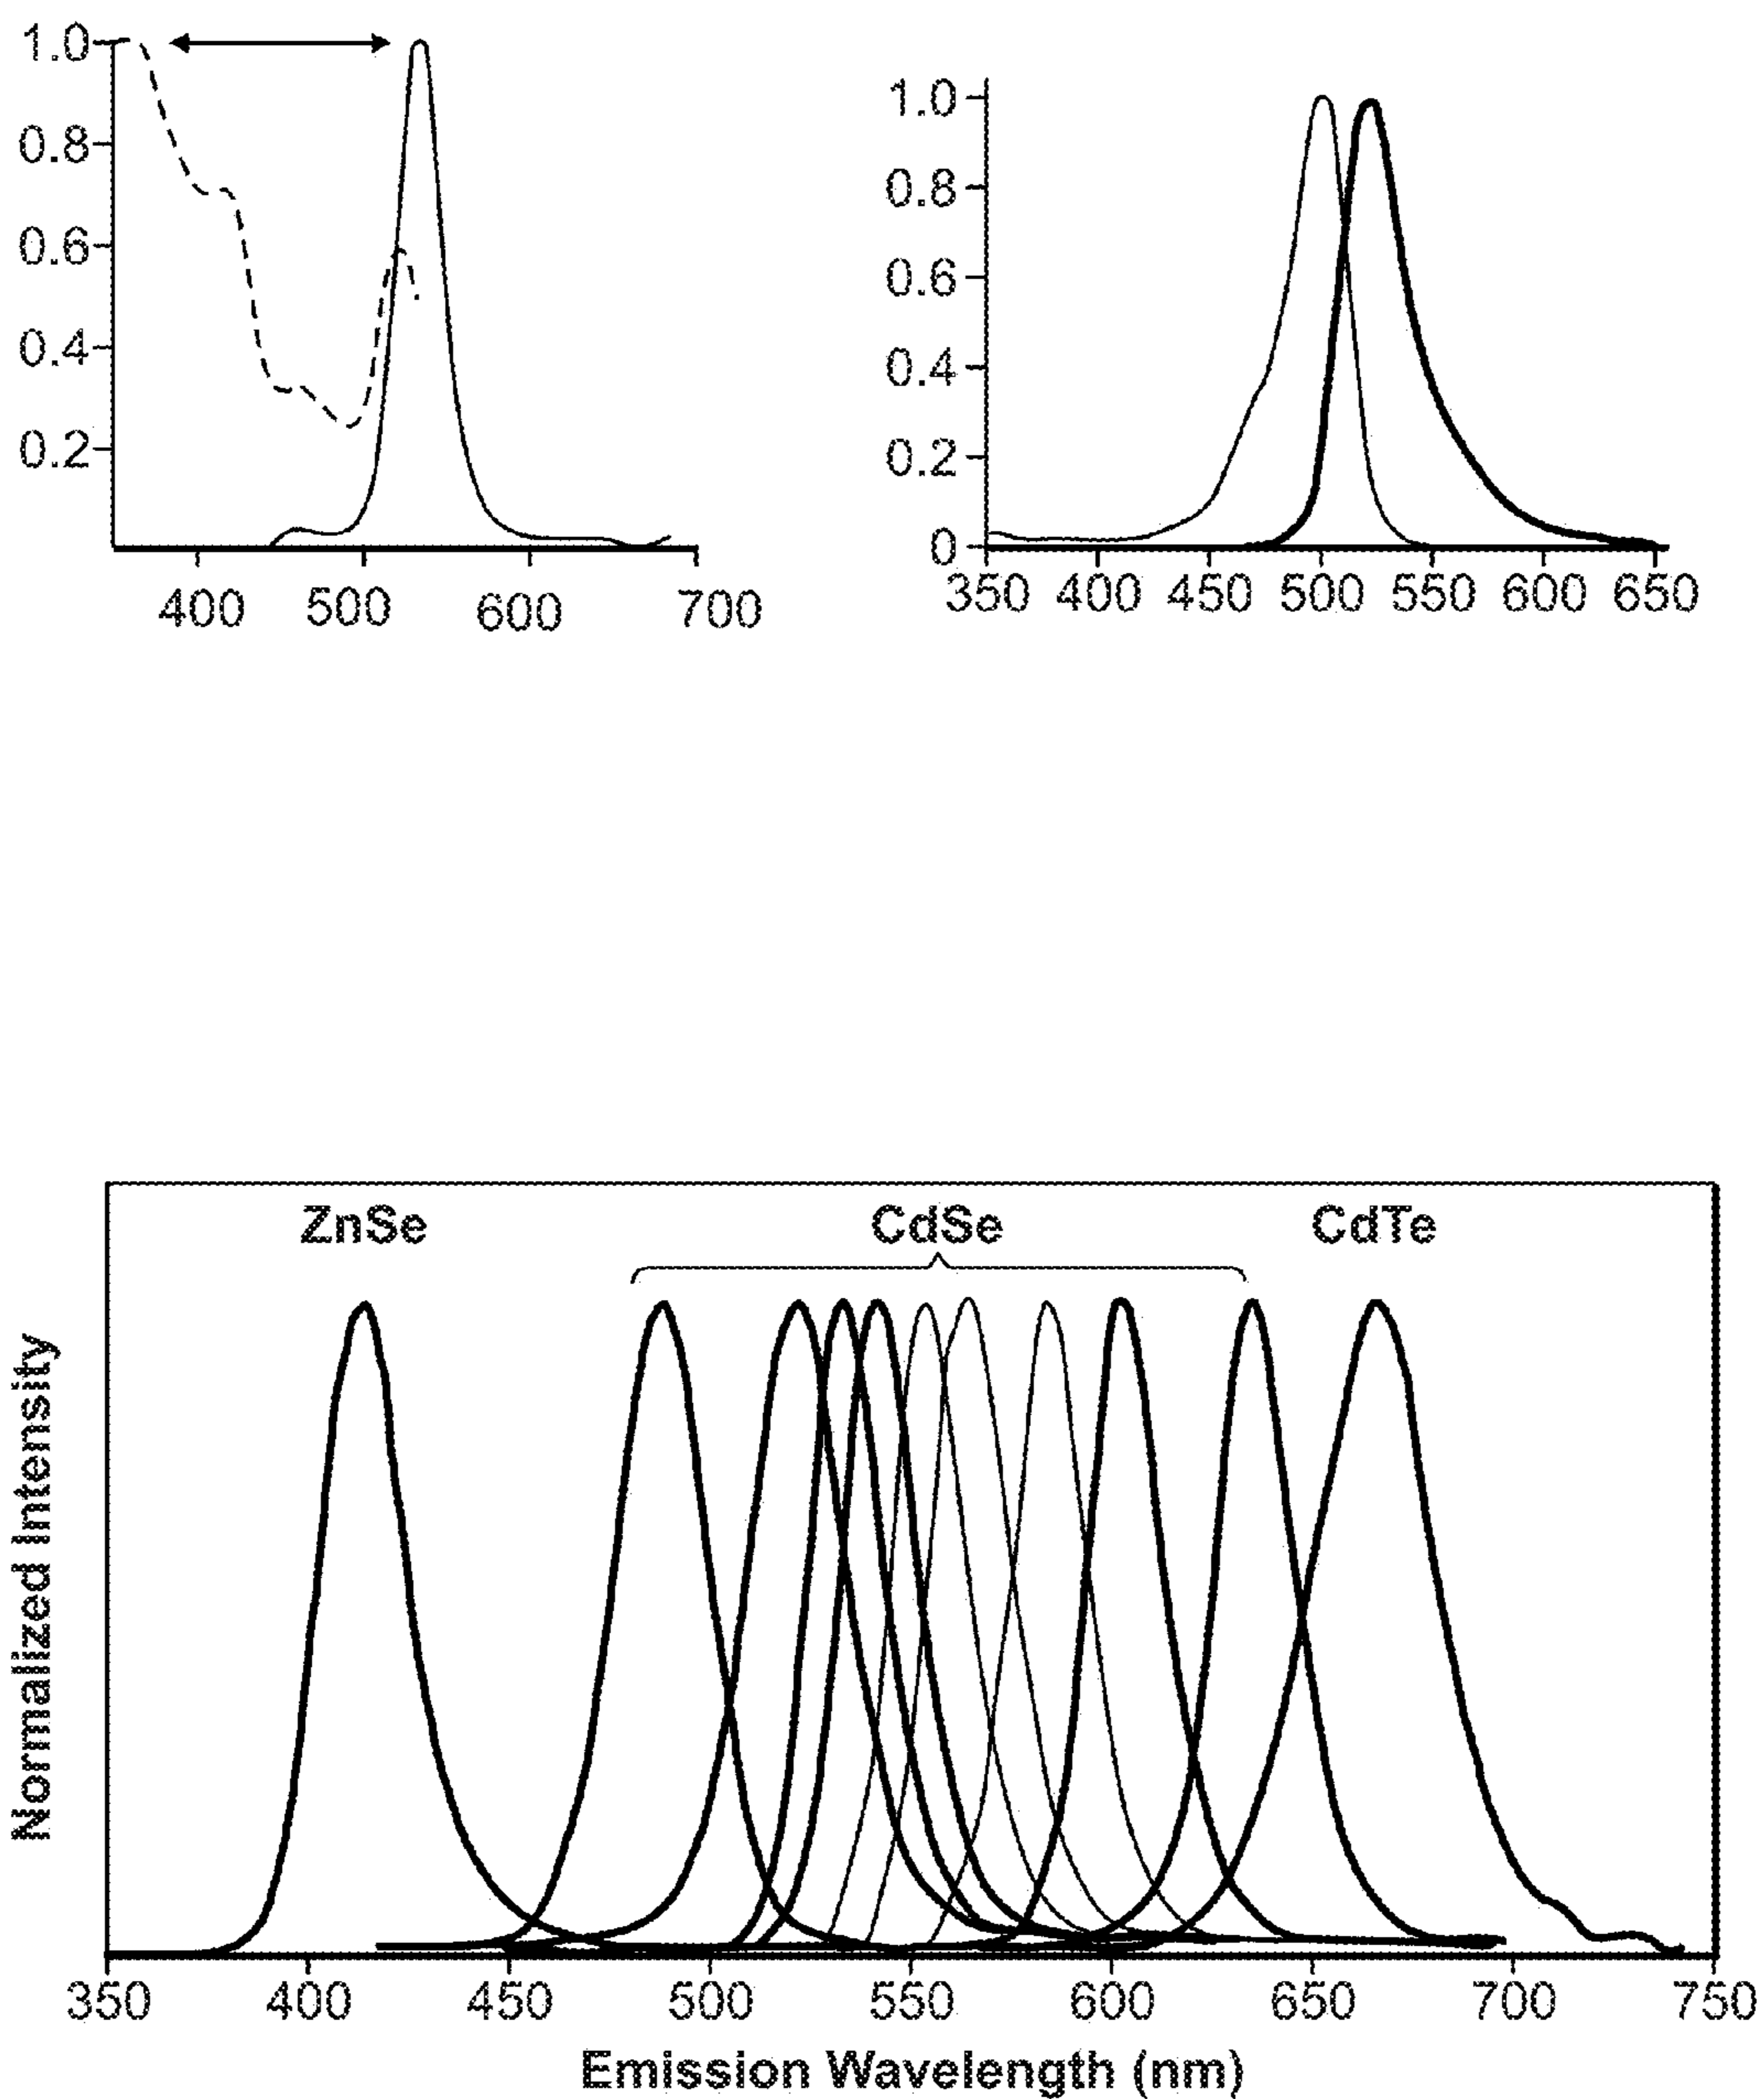 1.0
0.8
0.6
0.4
0.2
400 500 600 700
1.0
0.8
0.6
0.4
0.2
0
350 400 450 500 550 600 650
ZnSe CdSe CdTe
Normalized Intensity
350 400 450 500 550 600 650 700 750
Emission Wavelength (nm)